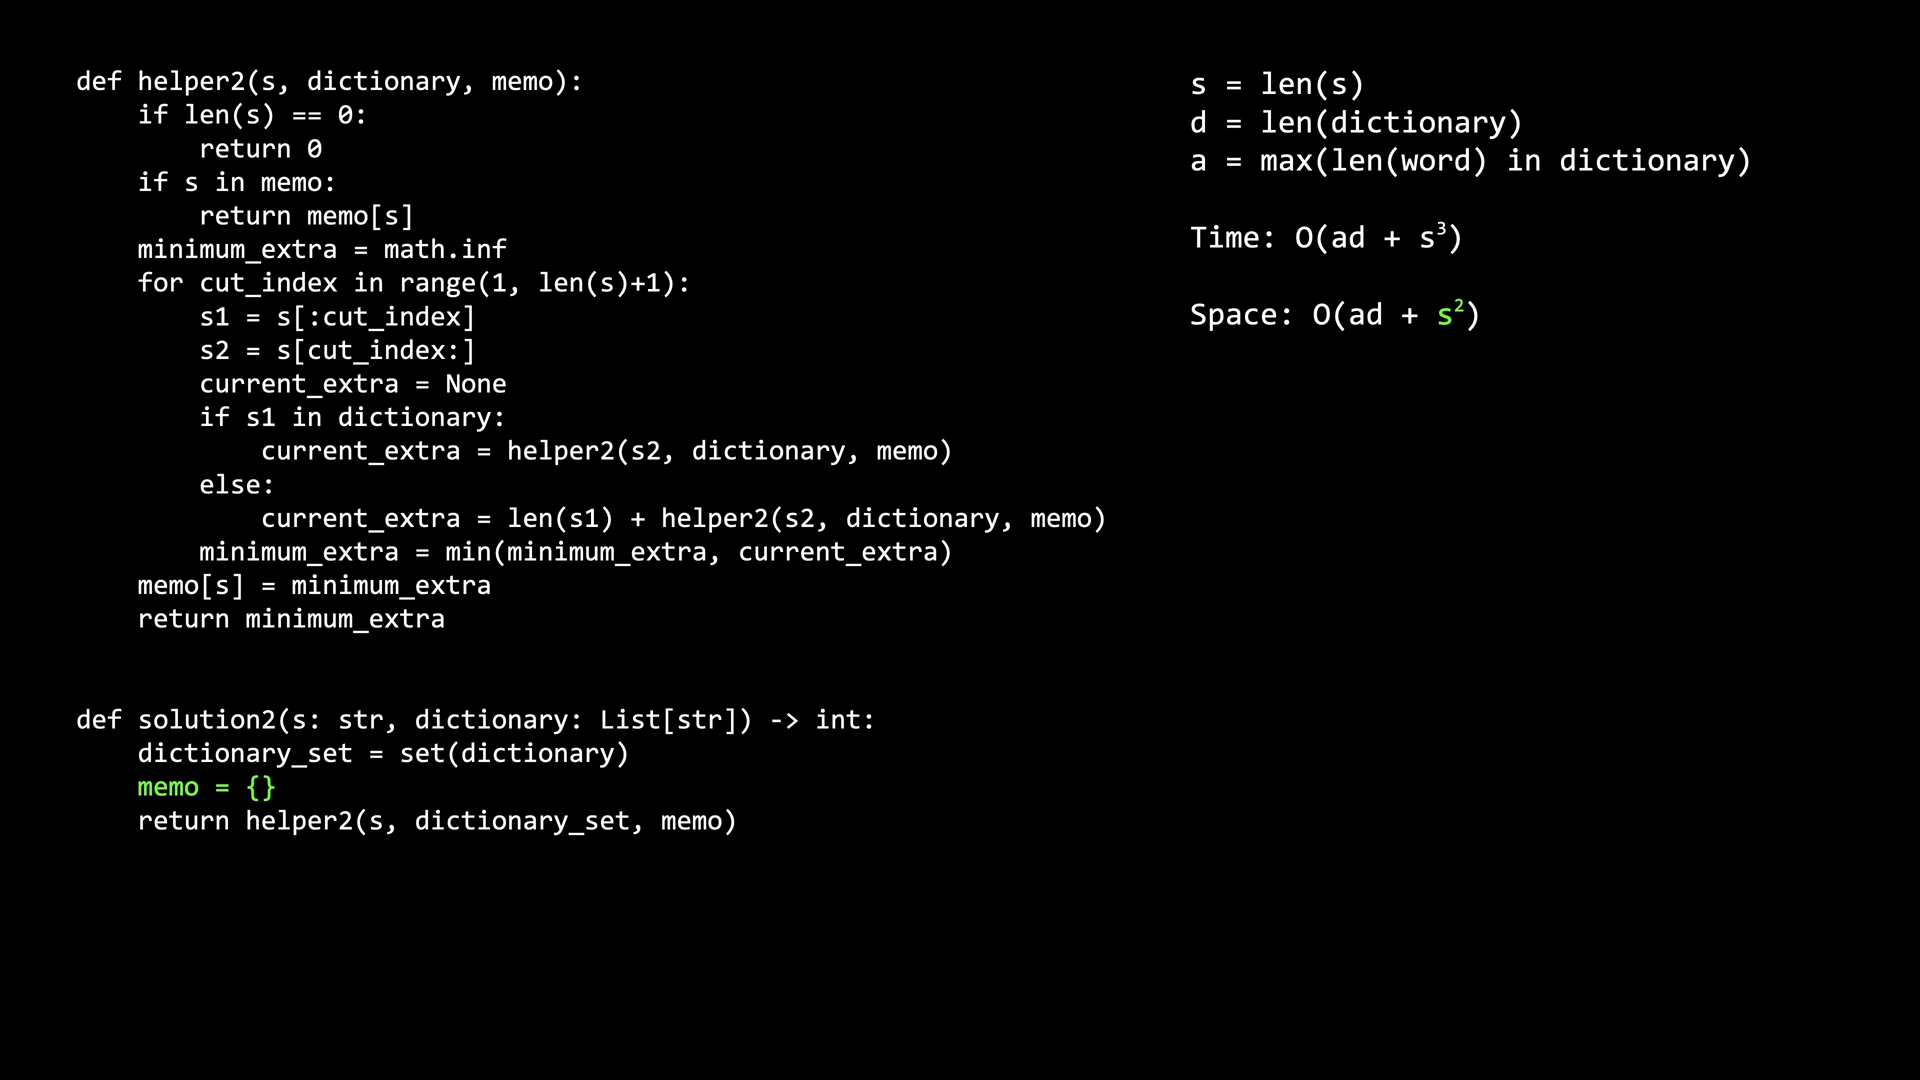 def helper2(s, dictionary, memo):
    if len(s) == 0:
        return 0
    if s in memo:
        return memo[s]
    minimum_extra = math.inf
    for cut_index in range(1, len(s)+1):
        s1 = s[:cut_index]
        s2 = s[cut_index:]
        current_extra = None
        if s1 in dictionary:
            current_extra = helper2(s2, dictionary, memo)
        else:
            current_extra = len(s1) + helper2(s2, dictionary, memo)
        minimum_extra = min(minimum_extra, current_extra)
    memo[s] = minimum_extra
    return minimum_extra
def solution2(s: str, dictionary: List[str]) -> int:
    dictionary_set = set(dictionary)
    memo = {}
    return helper2(s, dictionary_set, memo)
s = len(s)
d = len(dictionary)
a = max(len(word) in dictionary)
Time: O(ad + s³)
Space: O(ad + s²)